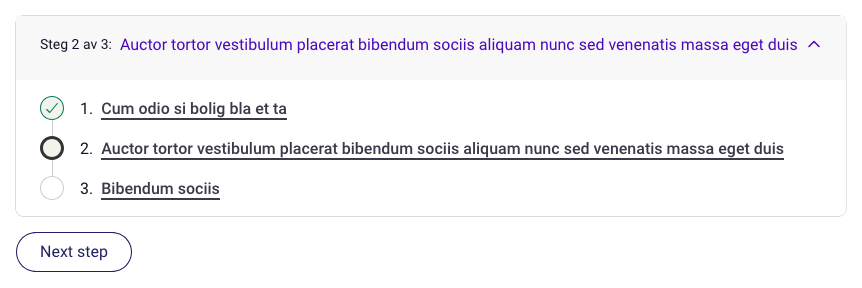 Steg 2 av 3: Auctor tortor vestibulum placerat bibendum sociis aliquam nunc sed venenatis massa eget duis
1. Cum odio si bolig bla et ta
2. Auctor tortor vestibulum placerat bibendum sociis aliquam nunc sed venenatis massa eget duis
3. Bibendum sociis
Next step